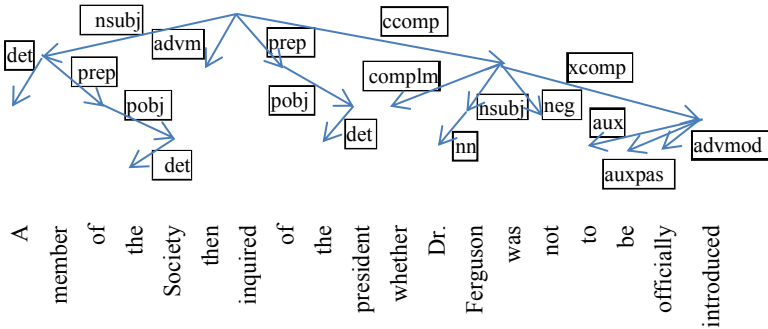 nsubj ccomp
det advm prep
prep complm xcomp
pobj pobj nsubj neg aux
det det nn auxpas advmod
A member of the Society then inquired of the president whether Dr. Ferguson was not to be officially introduced